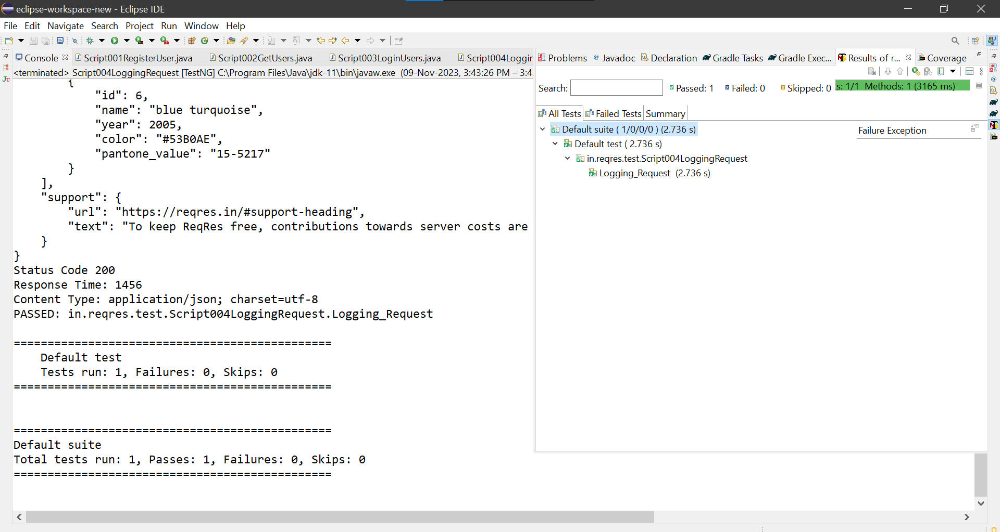 eclipse-workspace-new - Eclipse IDE
File Edit Navigate Search Project Run Window Help
Console Script001RegisterUser.java Script002GetUsers.java Script003LoginUsers.java Script004Loggin
<terminated> Script004LoggingRequest [TestNG] C:\Program Files\Java\jdk-11\bin\javaw.exe (09-Nov-2023, 3:43:26 PM – 3:4
{
"id": 6,
"name": "blue turquoise",
"year": 2005,
"color": "#53B0AE",
"pantone_value": "15-5217"
}
],
"support": {
"url": "https://reqres.in/#support-heading",
"text": "To keep ReqRes free, contributions towards server costs are
}
}
Status Code 200
Response Time: 1456
Content Type: application/json; charset=utf-8
PASSED: in.reqres.test.Script004LoggingRequest.Logging_Request
===============================================
Default test
Tests run: 1, Failures: 0, Skips: 0
===============================================
===============================================
Default suite
Total tests run: 1, Passes: 1, Failures: 0, Skips: 0
===============================================
Problems @ Javadoc Declaration Gradle Tasks Gradle Exec... Results of r... Coverage
Search: Passed: 1 Failed: 0 Skipped: 0 s: 1/1 Methods: 1 (3165 ms)
All Tests Failed Tests Summary
Default suite ( 1/0/0/0 ) (2.736 s)
Default test ( 2.736 s)
in.reqres.test.Script004LoggingRequest
Logging_Request (2.736 s)
Failure Exception
Ju
@